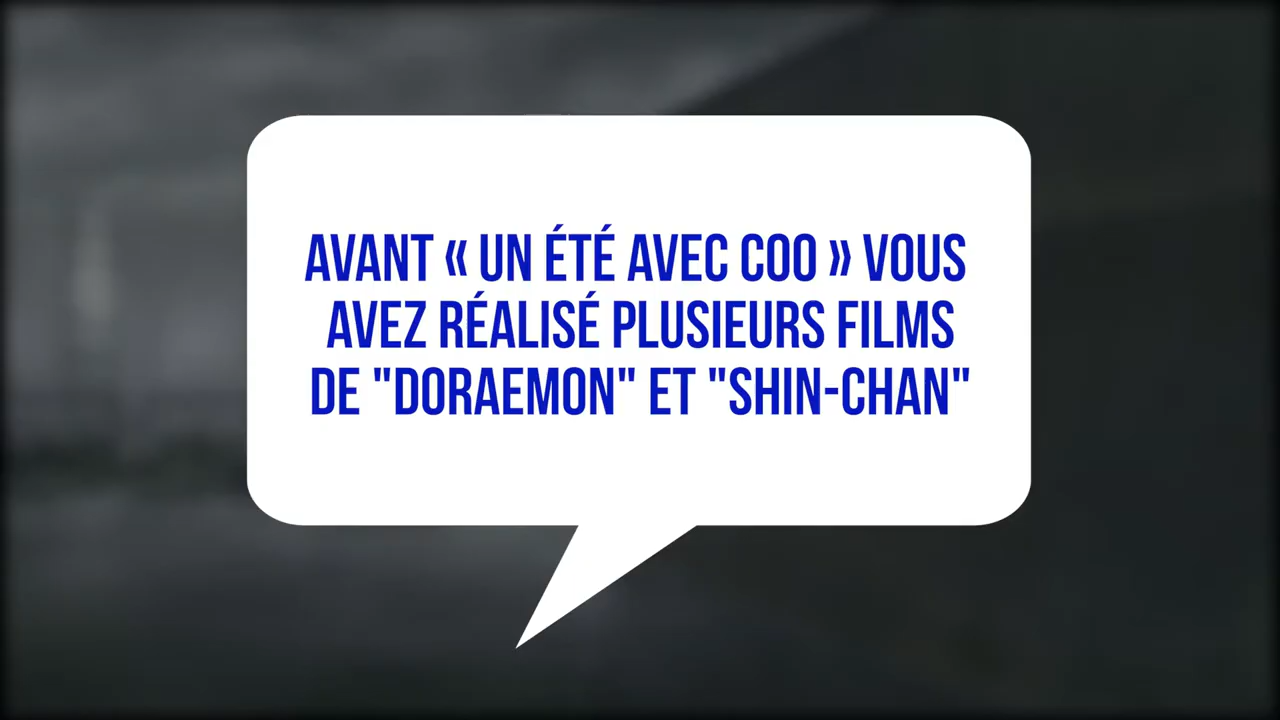 AVANT « UN ÉTÉ AVEC COO » VOUS
AVEZ RÉALISÉ PLUSIEURS FILMS
DE "DORAEMON" ET "SHIN-CHAN"